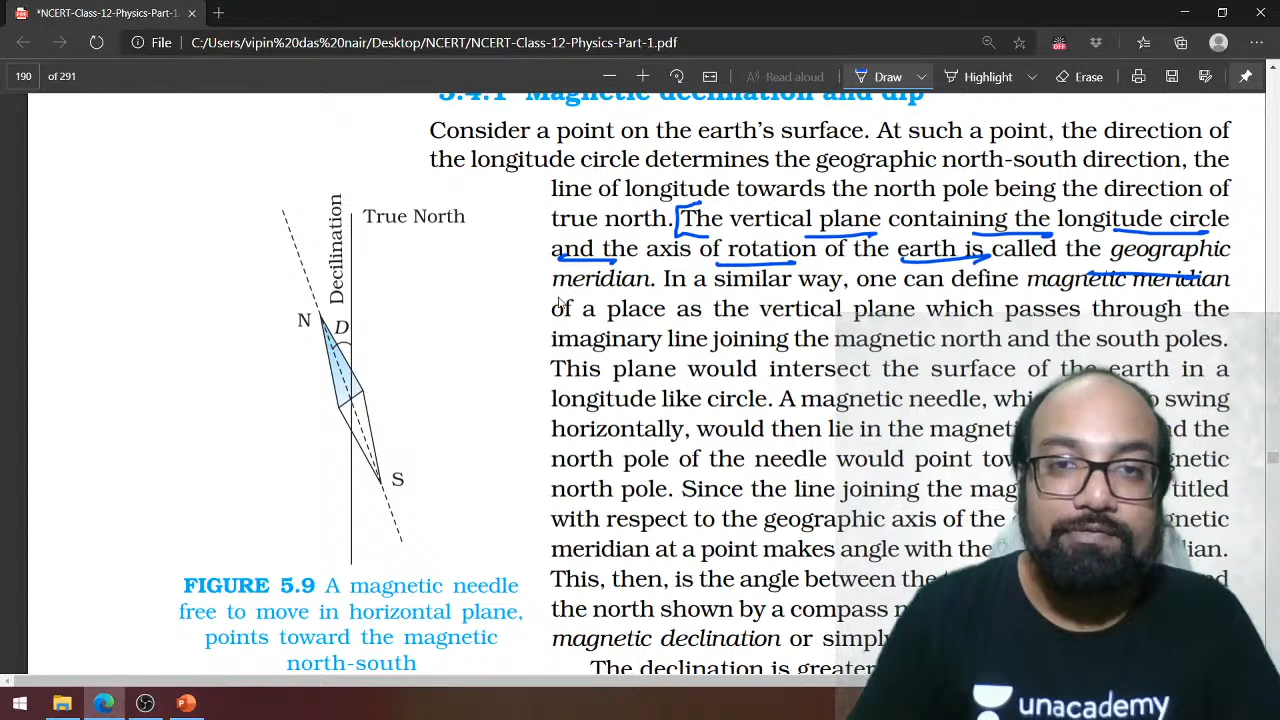 *NCERT-Class-12-Physics-Part-1.
File
C:/Users/vipin%20das%20nair/Desktop/NCERT/NCERT-Class-12-Physics-Part-1.pdf
190 of 291
Read aloud
Draw
Highlight
Erase
5.4.1 Magnetic declination and dip
Consider a point on the earth's surface. At such a point, the direction of
the longitude circle determines the geographic north-south direction, the
line of longitude towards the north pole being the direction of
true north. The vertical plane containing the longitude circle
and the axis of rotation of the earth is called the geographic
meridian. In a similar way, one can define magnetic meridian
of a place as the vertical plane which passes through the
imaginary line joining the magnetic north and the south poles.
This plane would intersect the surface of the earth in a
longitude like circle. A magnetic needle, swing
horizontally, would then lie in the the
north pole of the needle would point
north pole. Since the line joining the titled
with respect to the geographic axis of the
meridian at a point makes angle with the
This, then, is the angle between the
the north shown by a compass
magnetic declination or
The declination is greater
True North
Decilination
N
D
S
FIGURE 5.9 A magnetic needle
free to move in horizontal plane,
points toward the magnetic
north-south
unacademy